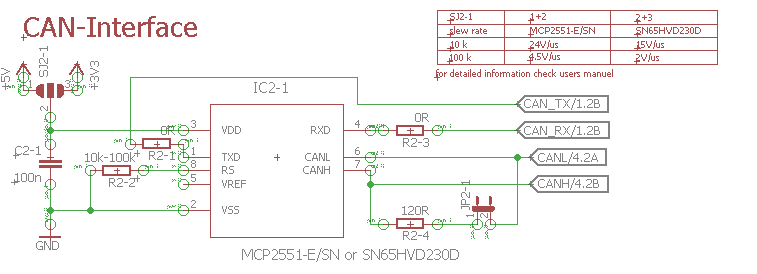 CAN-Interface
SJ2-1 1+2 2+3
slew rate MCP2551-E/SN SN65HVD230D
10 k 24V/us 15V/us
100 k 4.5V/us 2V/us
for detailed information check users manuel
SJ2-1
+5V
3V3
1
3
2
IC2-1
CAN_TX/1.2B
0R
R2-1
3 VDD
RXD 4
0R
R2-3
CAN_RX/1.2B
C2-1
100n
10k-100k
R2-2
1 TXD
CANL 6
CANL/4.2A
8 RS
CANH 7
5 VREF
CANH/4.2B
JP2-1
1
2
2 VSS
120R
R2-4
GND
MCP2551-E/SN or SN65HVD230D